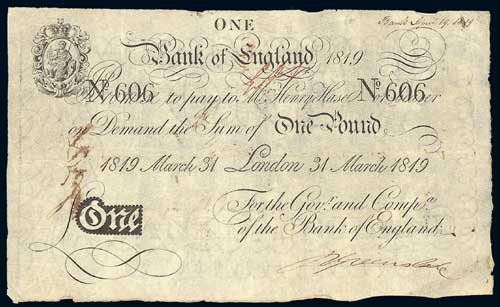 ONE
Bank of England 1819
No. 606 No. 606
to pay to Mr. Henry Hase or Bearer
on Demand the Sum of One Pound
1819 March 31 London 31 March 1819
For the Govr. and Compa.
of the Bank of England.
One